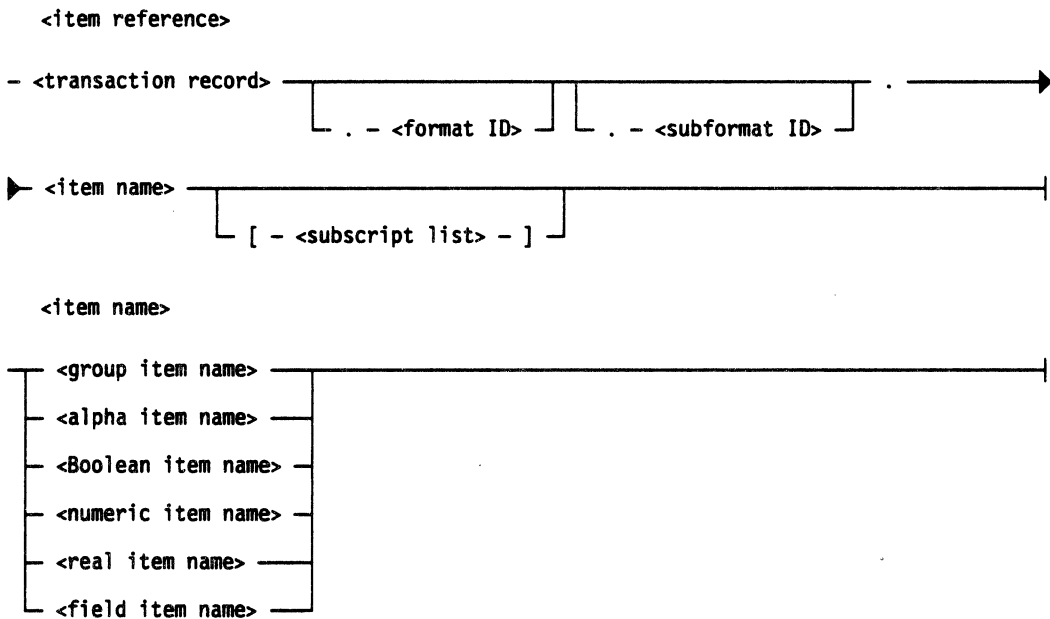 <item reference>
– <transaction record> .
. – <format ID> . – <subformat ID>
<item name>
[ – <subscript list> – ]
<item name>
<group item name>
<alpha item name>
<Boolean item name>
<numeric item name>
<real item name>
<field item name>